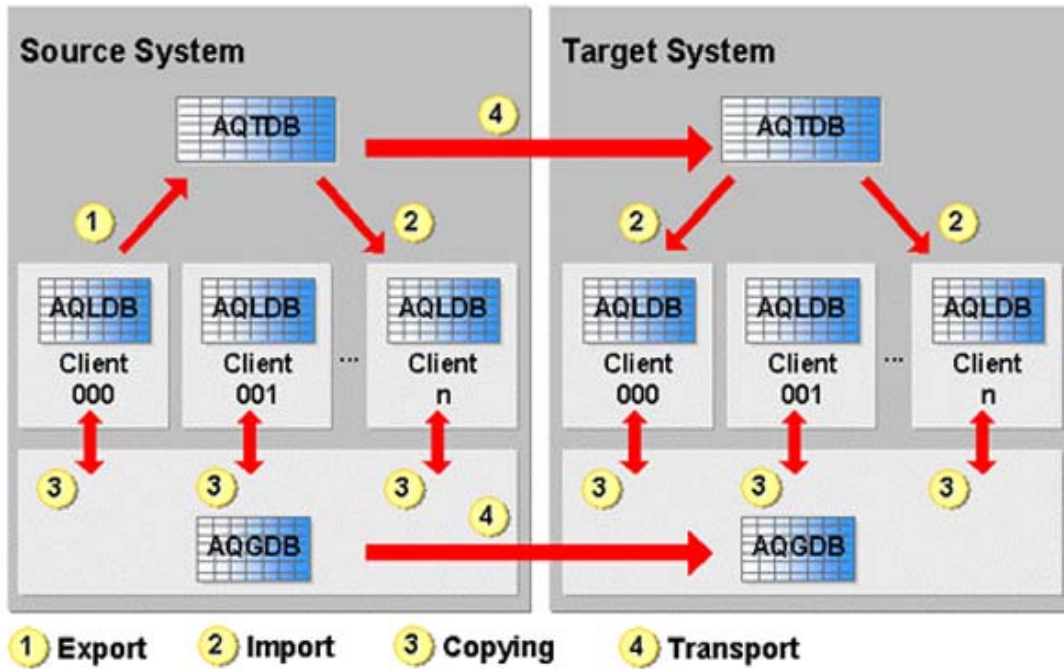 Source System
Target System
AQTDB
4
AQTDB
1
2
2
2
AQLDB
AQLDB
AQLDB
AQLDB
AQLDB
AQLDB
Client
000
Client
001
...
Client
n
Client
000
Client
001
...
Client
n
3
3
3
4
3
3
3
AQGDB
AQGDB
1 Export
2 Import
3 Copying
4 Transport